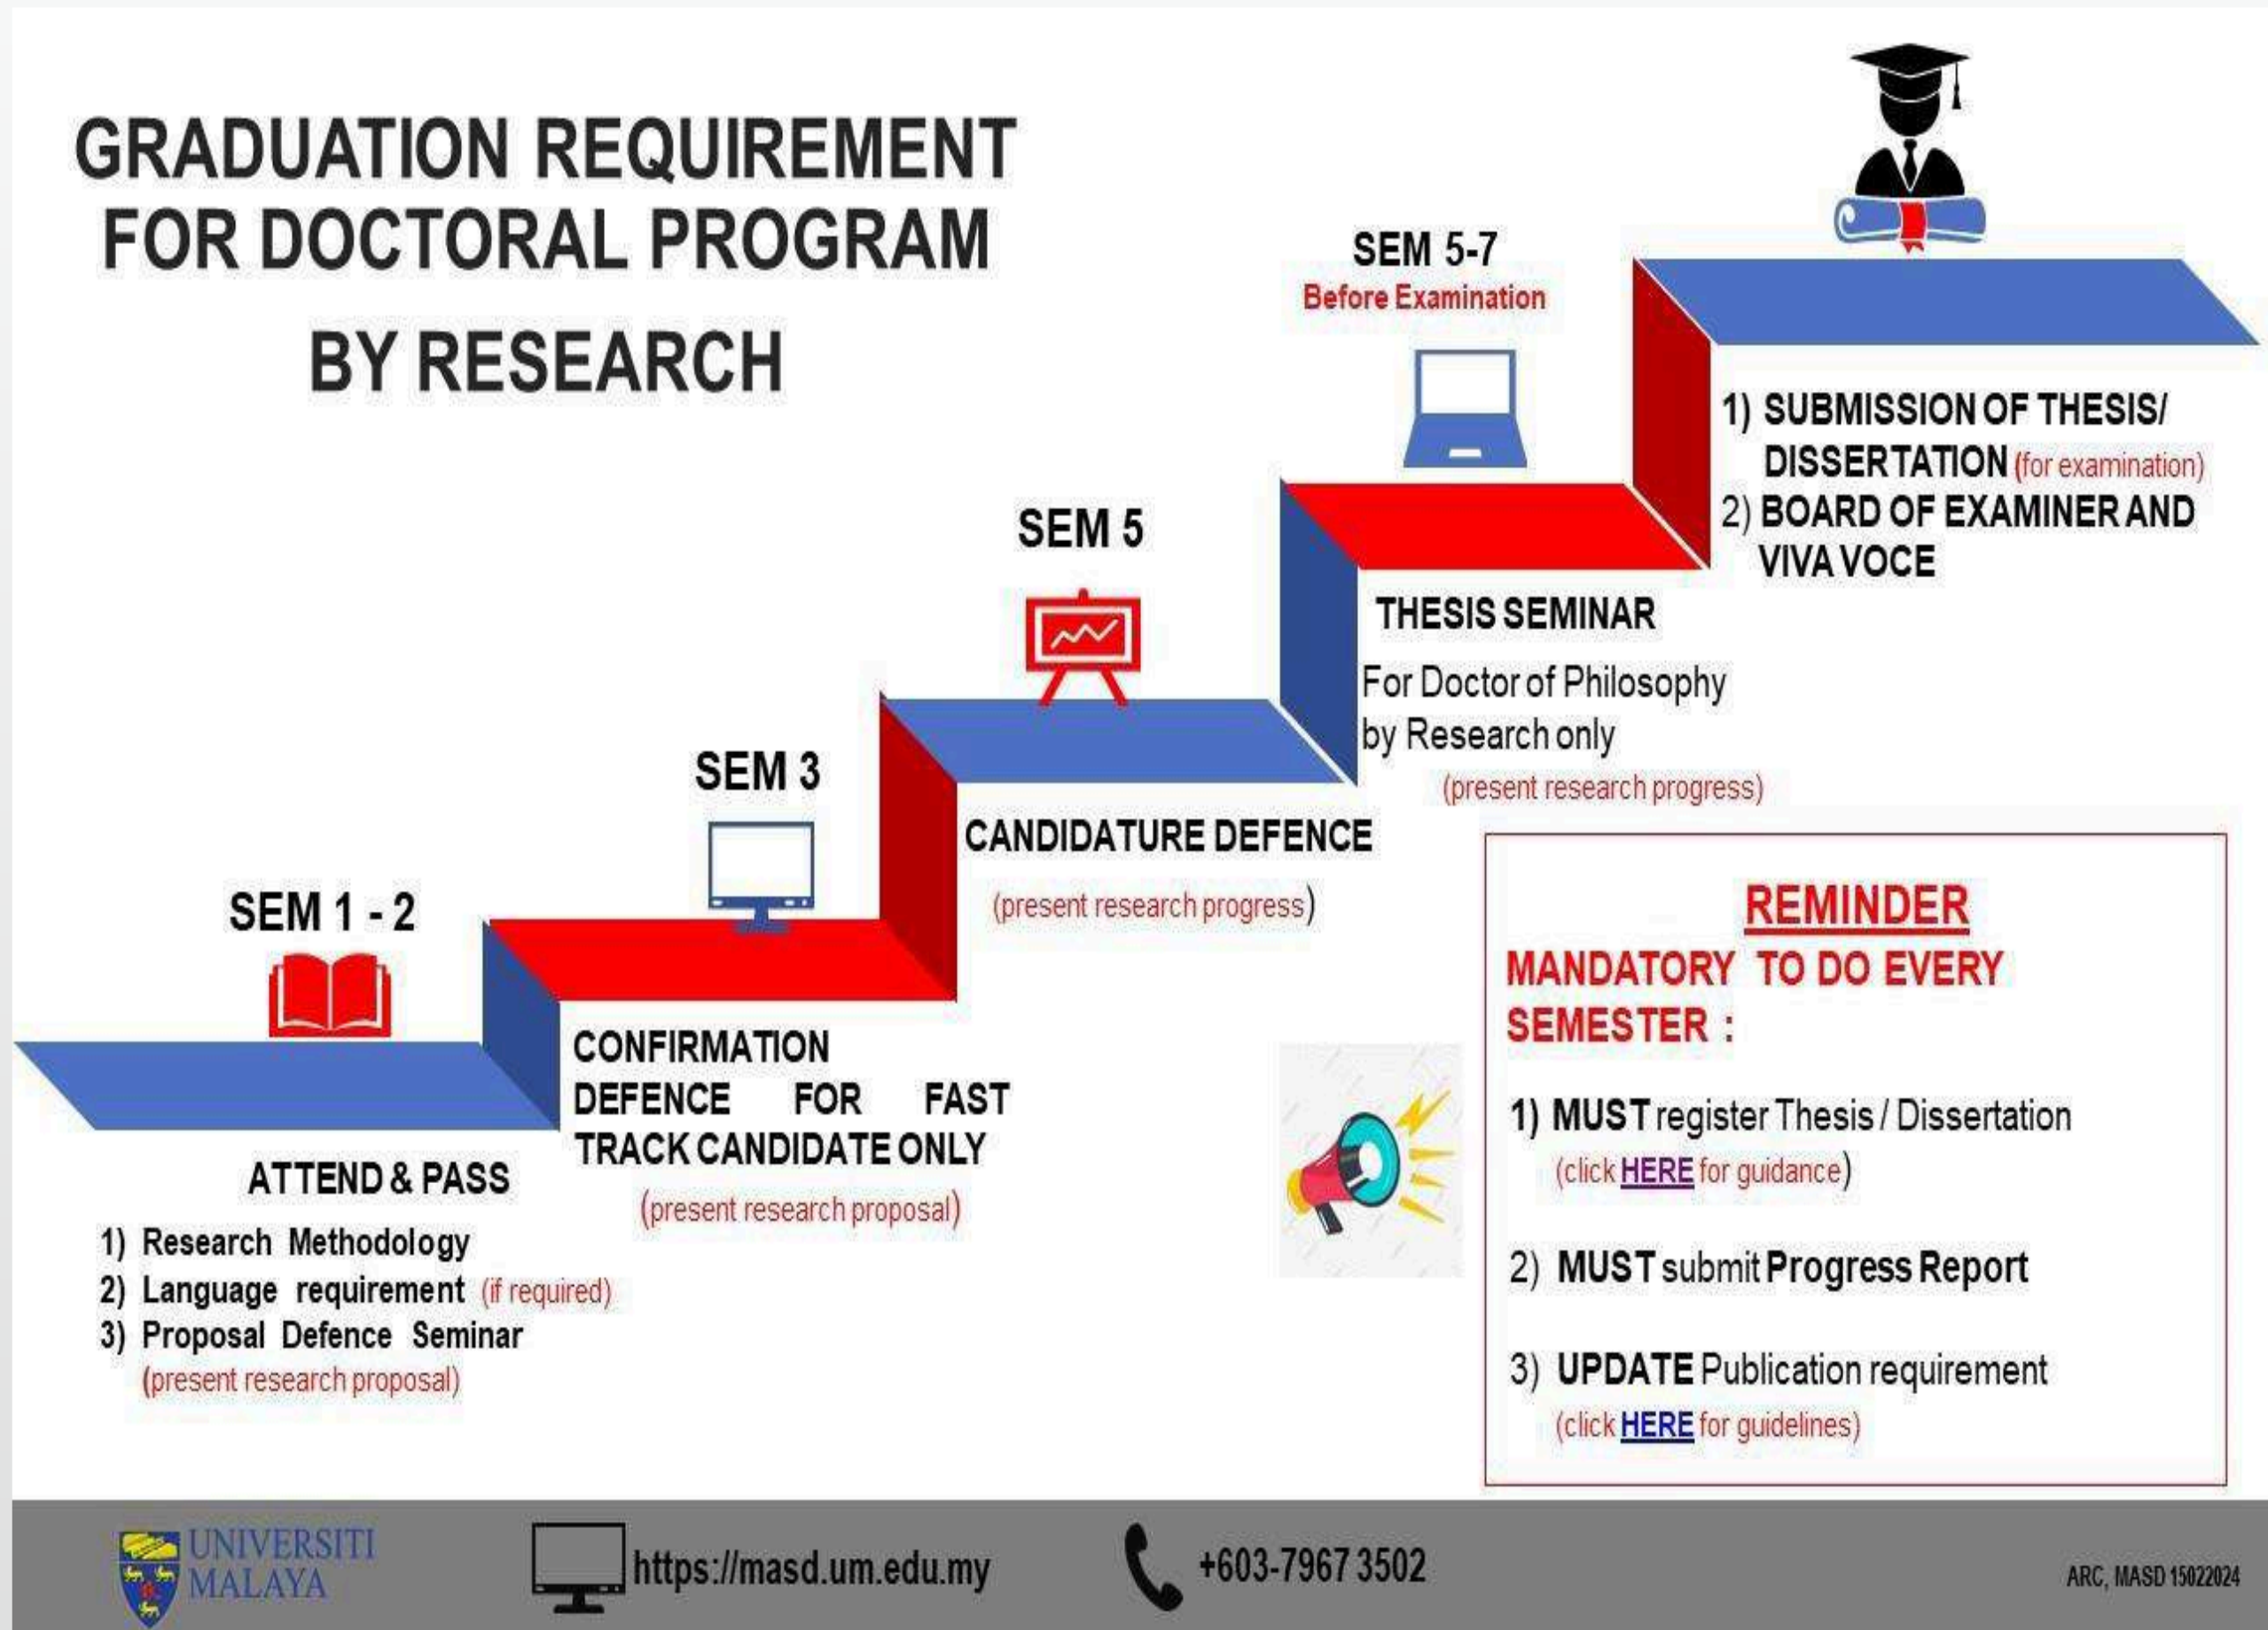 GRADUATION REQUIREMENT
FOR DOCTORAL PROGRAM
BY RESEARCH
SEM 1 - 2
ATTEND & PASS
1) Research Methodology
2) Language requirement (if required)
3) Proposal Defence Seminar
(present research proposal)
SEM 3
CONFIRMATION
DEFENCE FOR FAST
TRACK CANDIDATE ONLY
(present research proposal)
SEM 5
CANDIDATURE DEFENCE
(present research progress)
SEM 5-7
Before Examination
THESIS SEMINAR
For Doctor of Philosophy
by Research only
(present research progress)
1) SUBMISSION OF THESIS/
DISSERTATION (for examination)
2) BOARD OF EXAMINER AND
VIVA VOCE
REMINDER
MANDATORY TO DO EVERY
SEMESTER :
1) MUST register Thesis / Dissertation
(click HERE for guidance)
2) MUST submit Progress Report
3) UPDATE Publication requirement
(click HERE for guidelines)
UNIVERSITI
MALAYA
https://masd.um.edu.my
+603-7967 3502
ARC, MASD 15022024